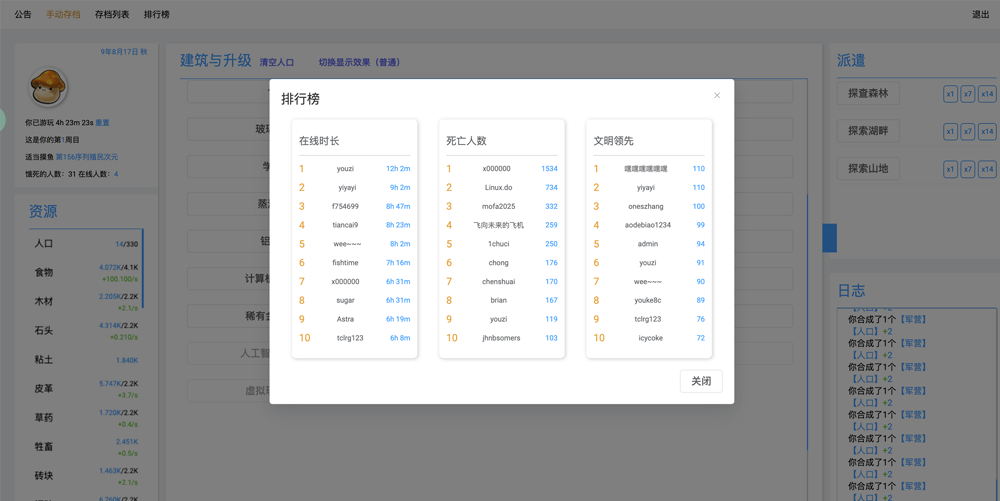 公告 手动存档 存档列表 排行榜 退出
9年8月17日 秋
你已游玩 4h 23m 23s 重置
这是你的第1周目
适当摸鱼 第156序列殖民次元
饿死的人数: 31 在线人数: 4
资源
人口 14/330
食物 4.072K/4.1K
+100.100/s
木材 2.205K/2.2K
+2.1/s
石头 4.314K/2.2K
+0.210/s
粘土 1.840K
皮革 5.747K/2.2K
+3.7/s
草药 1.720K/2.2K
+0.4/s
牲畜 2.451K
+0.5/s
砖块 1.463K/2.2K
+2.1/s
6.760K/2.2K
建筑与升级 清空人口 切换显示效果（普通）
玻
学
蒸
铝
计算机
稀有金
人工智
虚拟现
排行榜 ×
在线时长
1 youzi 12h 2m
2 yiyayi 9h 2m
3 f754699 8h 47m
4 tiancai9 8h 23m
5 wee~~~ 8h 2m
6 fishtime 7h 16m
7 x000000 6h 31m
8 sugar 6h 31m
9 Astra 6h 19m
10 tclrg123 6h 8m
死亡人数
1 x000000 1534
2 Linux.do 734
3 mofa2025 332
4 飞向未来的飞机 259
5 1chuci 250
6 chong 176
7 chenshuai 170
8 brian 167
9 youzi 119
10 jhnbsomers 103
文明领先
1 嘿嘿嘿嘿嘿嘿 110
2 yiyayi 110
3 oneszhang 100
4 aodebiao1234 99
5 admin 94
6 youzi 91
7 wee~~~ 90
8 youke8c 89
9 tclrg123 76
10 icycoke 72
关闭
派遣
探查森林 x1 x7 x14
探索湖畔 x1 x7 x14
探索山地 x1 x7 x14
日志
【人口】+2
你合成了1个【军营】
【人口】+2
你合成了1个【军营】
【人口】+2
你合成了1个【军营】
【人口】+2
你合成了1个【军营】
【人口】+2
你合成了1个【军营】
【人口】+2
你合成了1个【军营】
【人口】+2
你合成了1个【军营】
【人口】+2
你合成了1个【军营】
【人口】+2